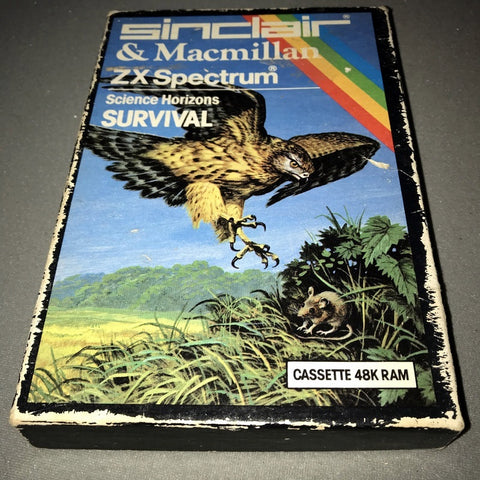 sinclair®
& Macmillan
ZX Spectrum®
Science Horizons
SURVIVAL
CASSETTE 48K RAM